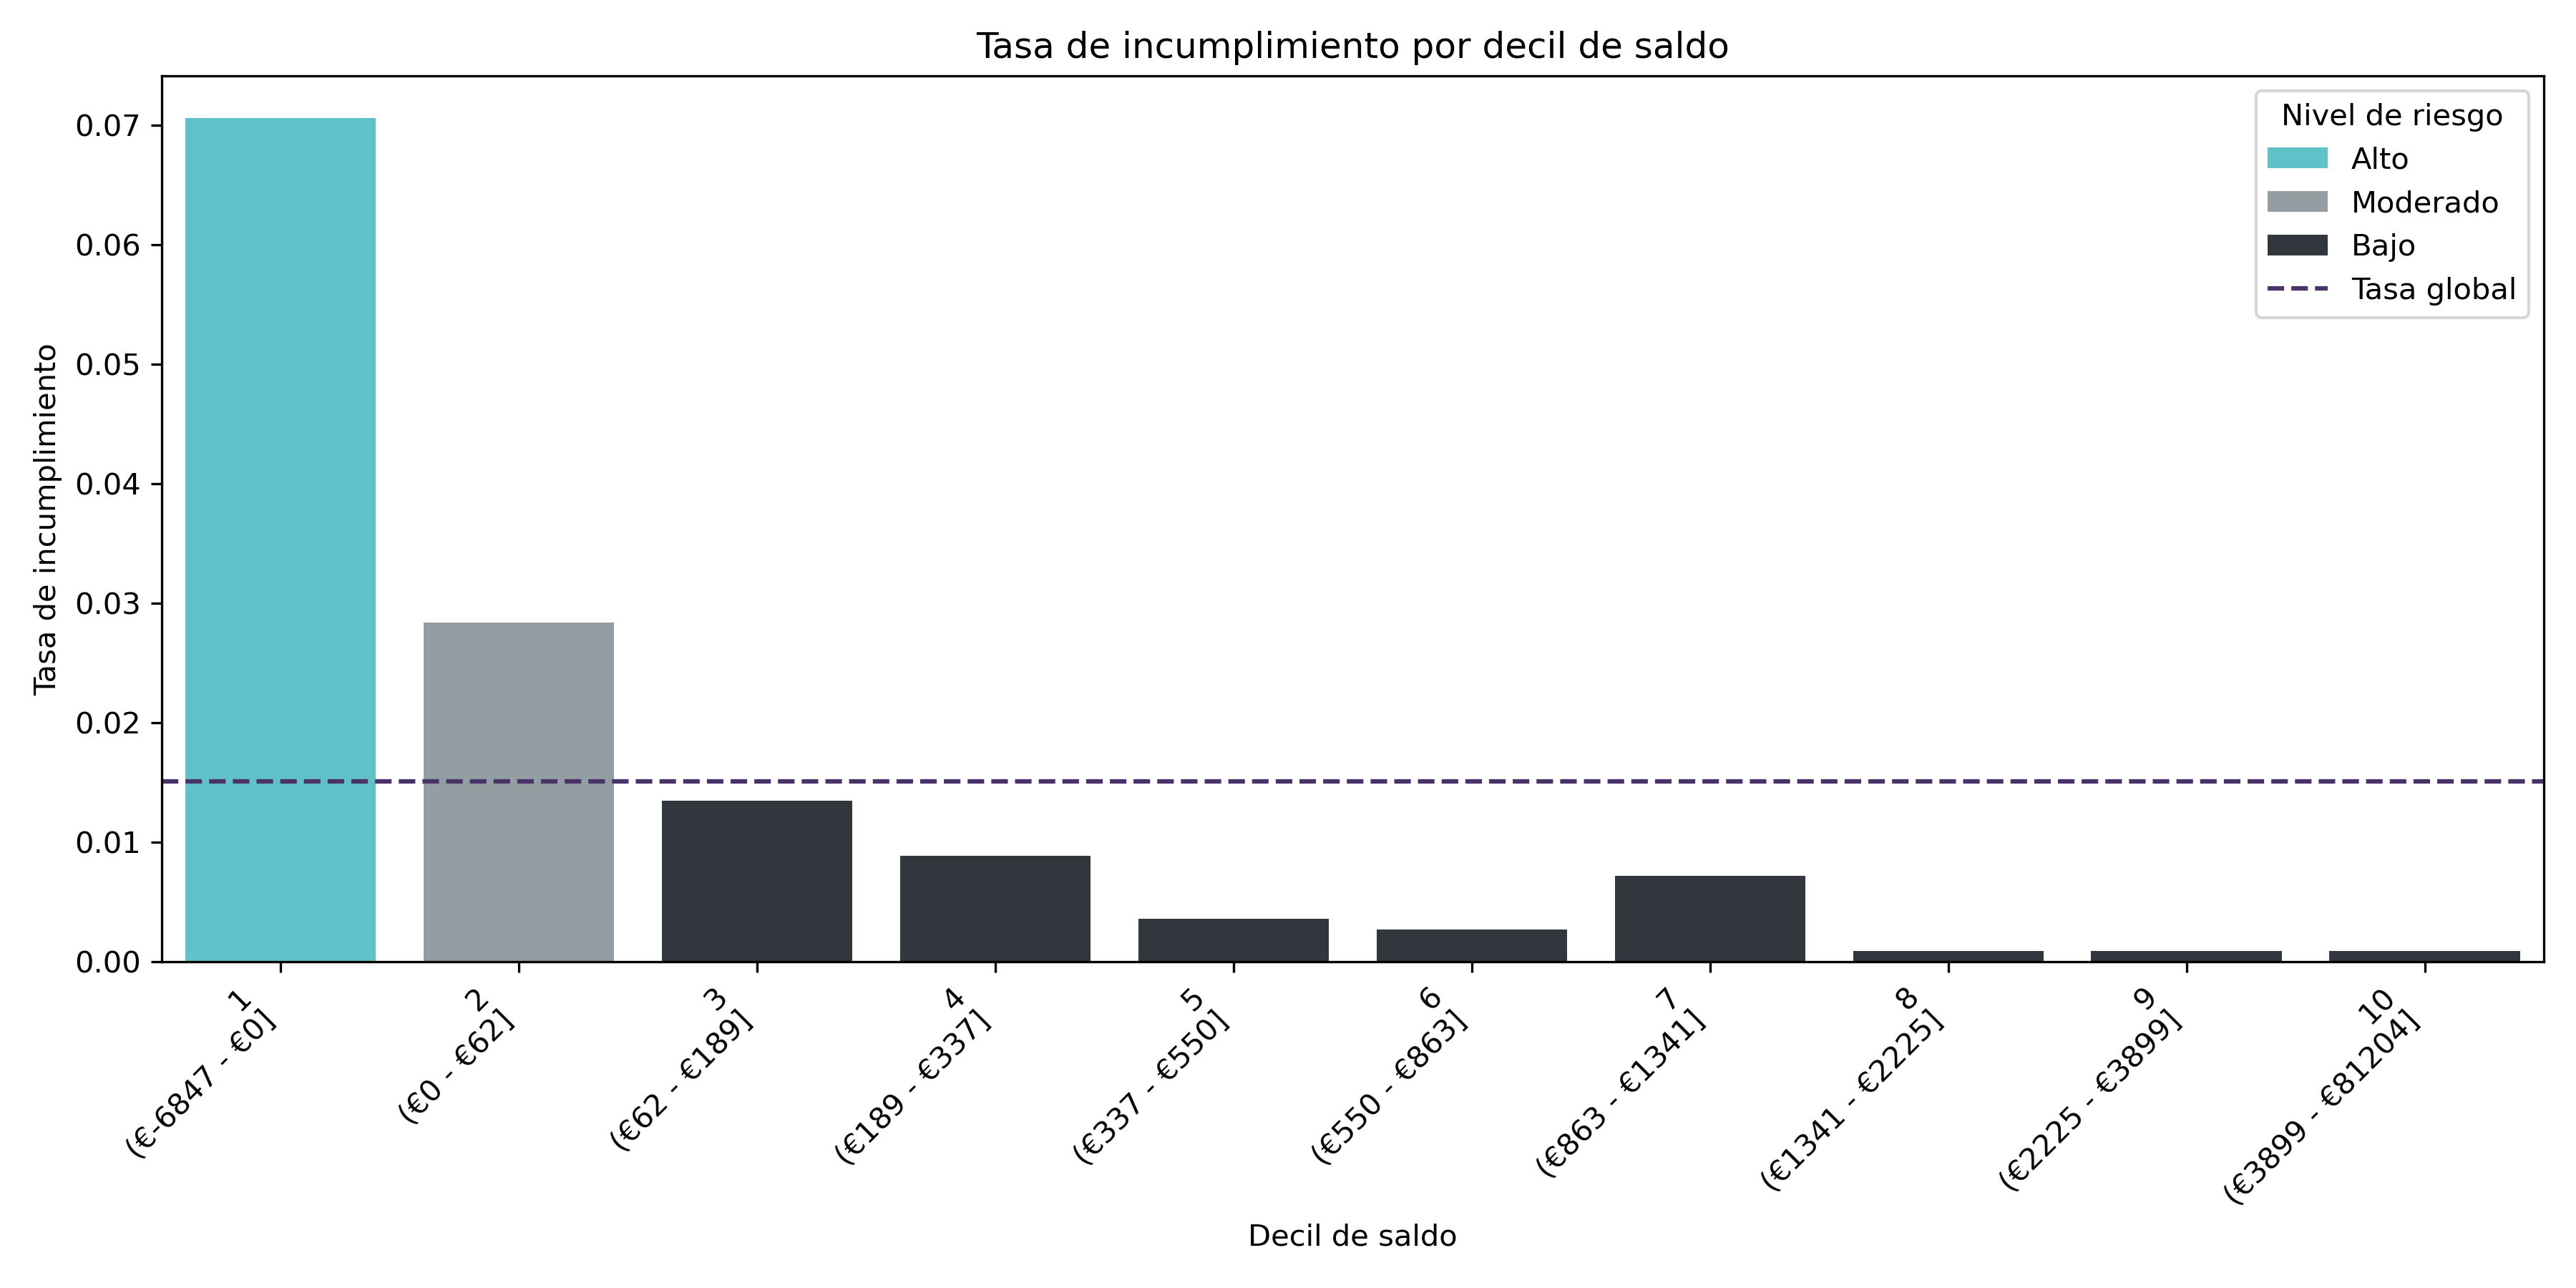 Tasa de incumplimiento por decil de saldo
Nivel de riesgo
Alto
Moderado
Bajo
Tasa global
Tasa de incumplimiento
0.07
0.06
0.05
0.04
0.03
0.02
0.01
0.00
1
(€-6847 - €0]
2
(€0 - €62]
3
(€62 - €189]
4
(€189 - €337]
5
(€337 - €550]
6
(€550 - €863]
7
(€863 - €1341]
8
(€1341 - €2225]
9
(€2225 - €3899]
10
(€3899 - €81204]
Decil de saldo